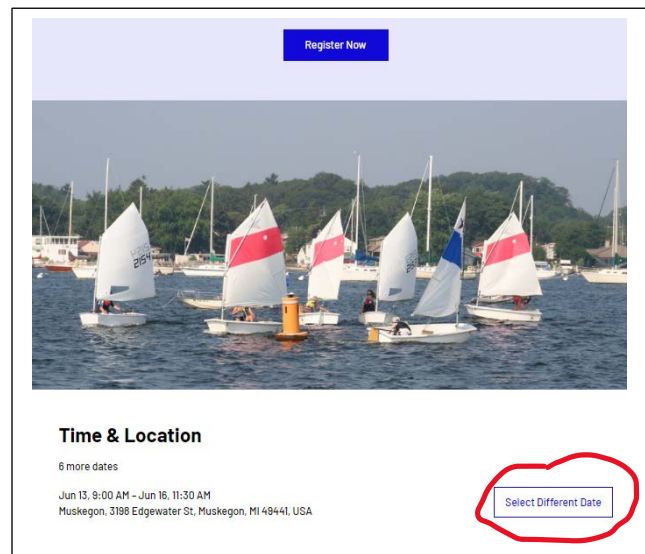 Register Now
2154
Time & Location
6 more dates
Jun 13, 9:00 AM – Jun 16, 11:30 AM
Muskegon, 3198 Edgewater St, Muskegon, MI 49441, USA
Select Different Date